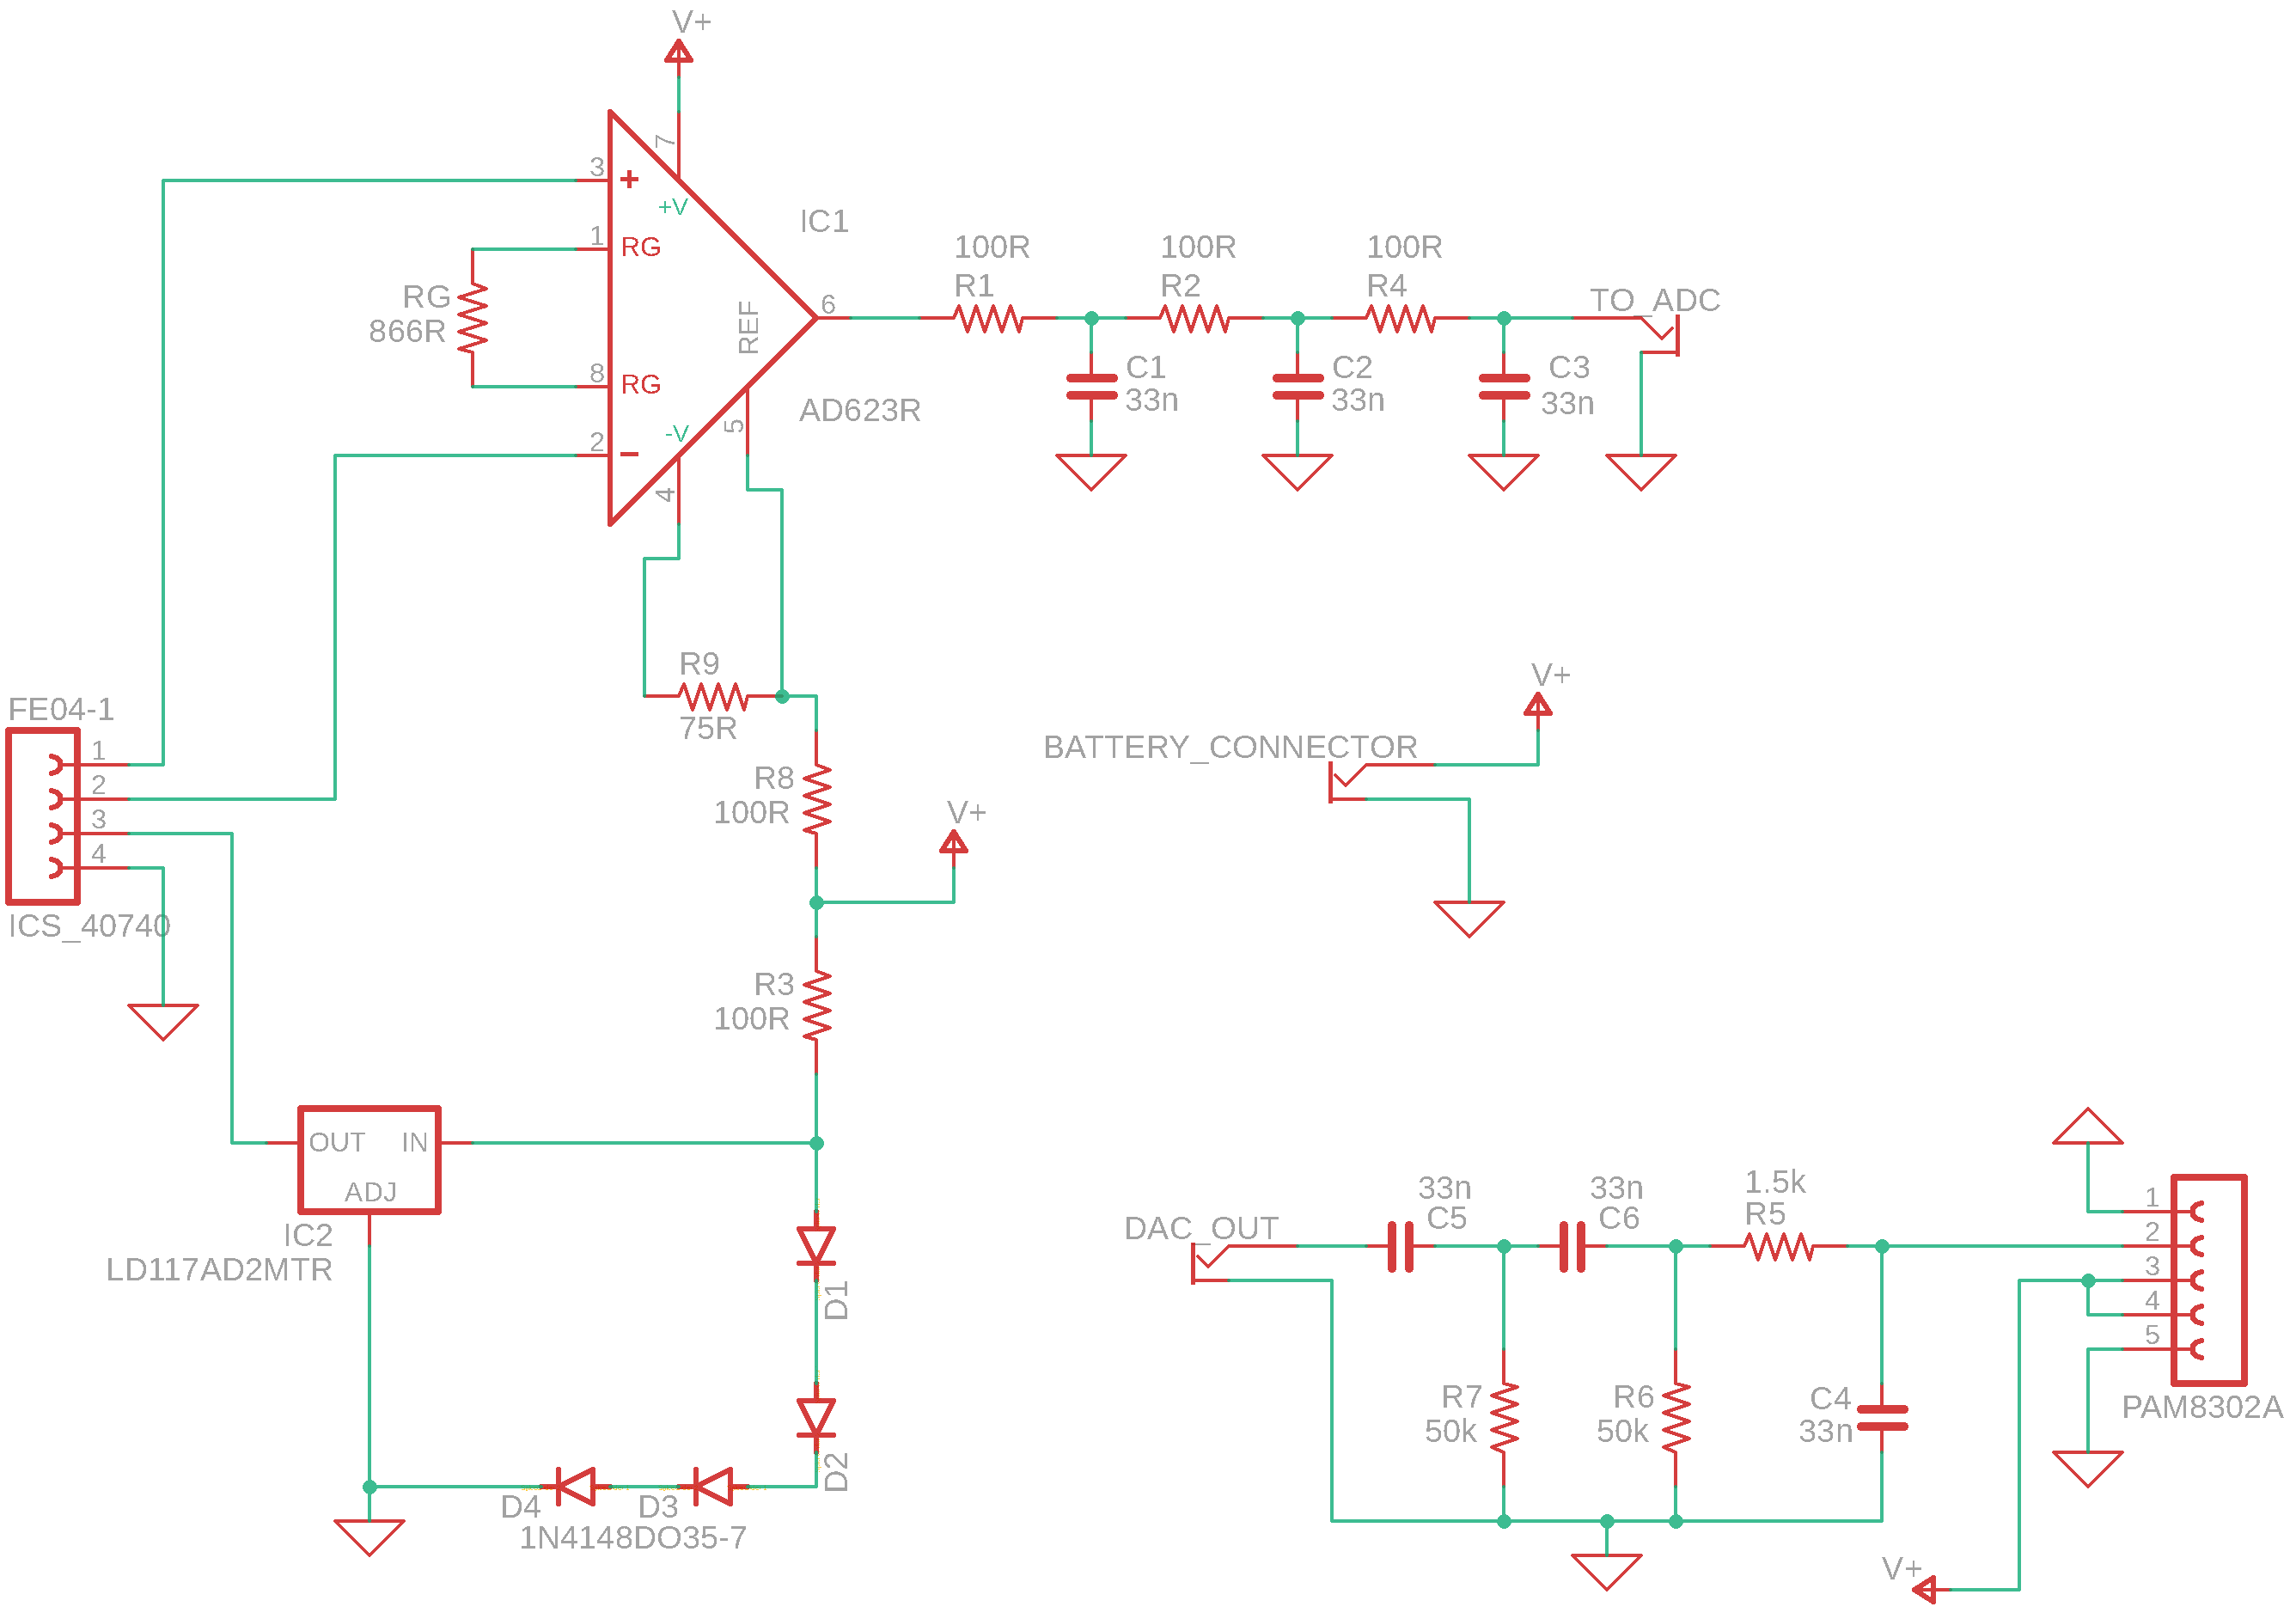 V+
7
3
+V
IC1
1
RG
100R
R1
100R
R2
100R
R4
RG
866R
REF
6
TO_ADC
8
RG
C1
33n
C2
33n
C3
33n
AD623R
2
-V
5
4
R9
75R
V+
BATTERY_CONNECTOR
FE04-1
1
2
3
4
ICS_40740
R8
100R
V+
R3
100R
OUT
IN
ADJ
IC2
LD117AD2MTR
D1
D2
D4
D3
1N4148DO35-7
DAC_OUT
33n
C5
33n
C6
1.5k
R5
1
2
3
4
5
R7
50k
R6
50k
C4
33n
PAM8302A
V+